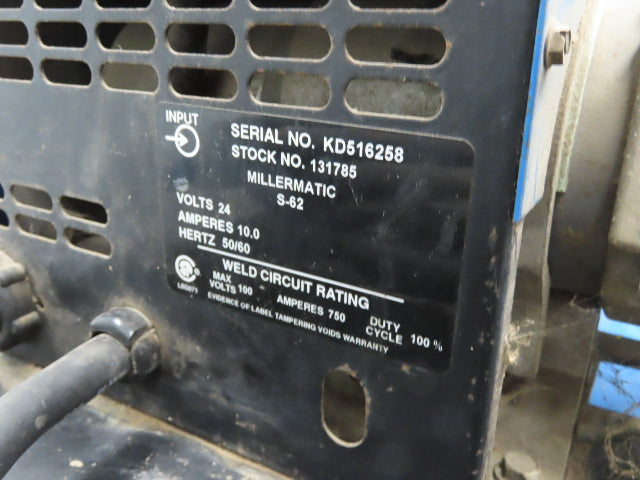 INPUT
SERIAL NO. KD516258
STOCK NO. 131785
MILLERMATIC
S-62
VOLTS 24
AMPERES 10.0
HERTZ 50/60
WELD CIRCUIT RATING
MAX VOLTS 100 AMPERES 750 DUTY CYCLE 100 %
EVIDENCE OF LABEL TAMPERING VOIDS WARRANTY